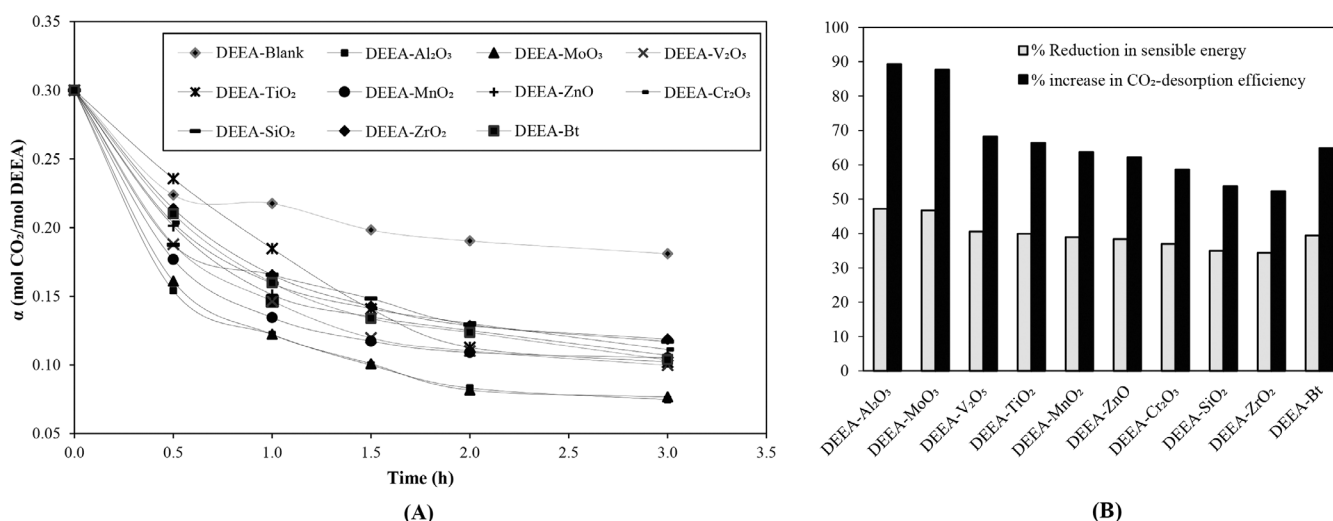 (A)
0.35
0.30
0.25
0.20
0.15
0.10
0.05
α (mol CO₂/mol DEEA)
DEEA-Blank DEEA-Al₂O₃ DEEA-MoO₃ DEEA-V₂O₅
DEEA-TiO₂ DEEA-MnO₂ DEEA-ZnO DEEA-Cr₂O₃
DEEA-SiO₂ DEEA-ZrO₂ DEEA-Bt
0.0 0.5 1.0 1.5 2.0 2.5 3.0 3.5
Time (h)
(A)
B)
100
90
80
70
60
50
40
30
20
10
0
% Reduction in sensible energy
% increase in CO₂-desorption efficiency
DEEA-Al₂O₃
DEEA-MoO₃
DEEA-V₂O₅
DEEA-TiO₂
DEEA-MnO₂
DEEA-ZnO
DEEA-Cr₂O₃
DEEA-SiO₂
DEEA-ZrO₂
DEEA-Bt
(B)